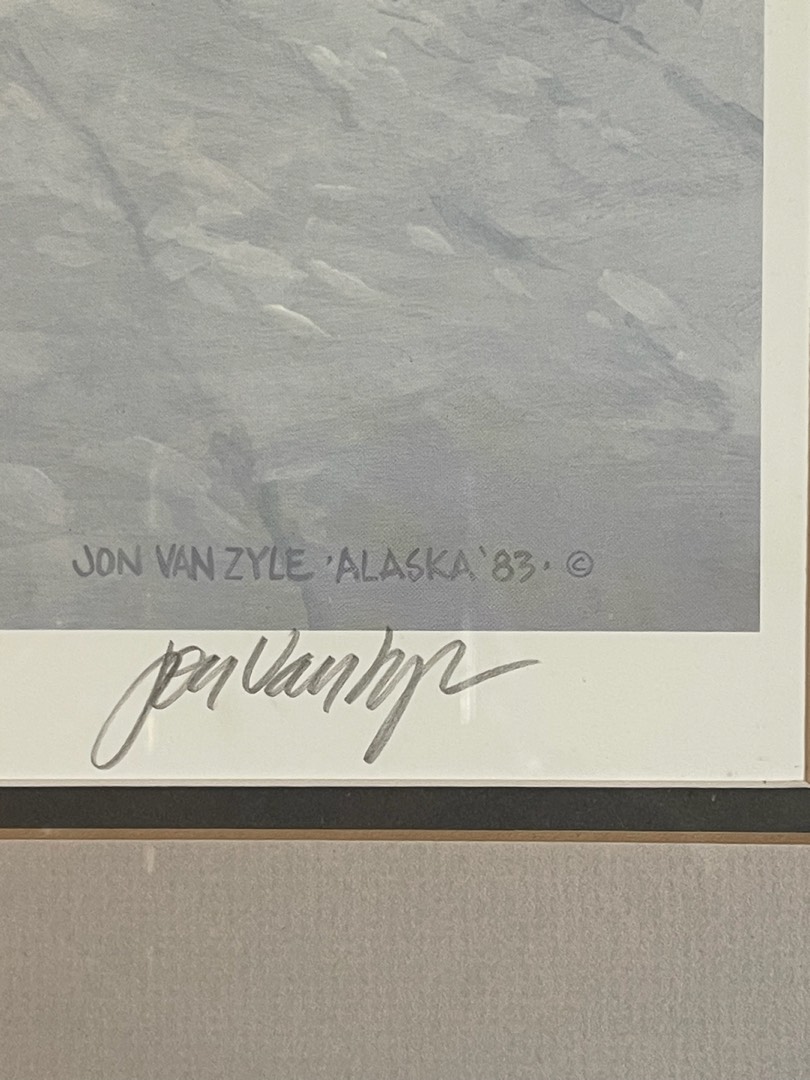 JON VAN ZYLE · ALASKA '83 · ©
Jon Van Zyle